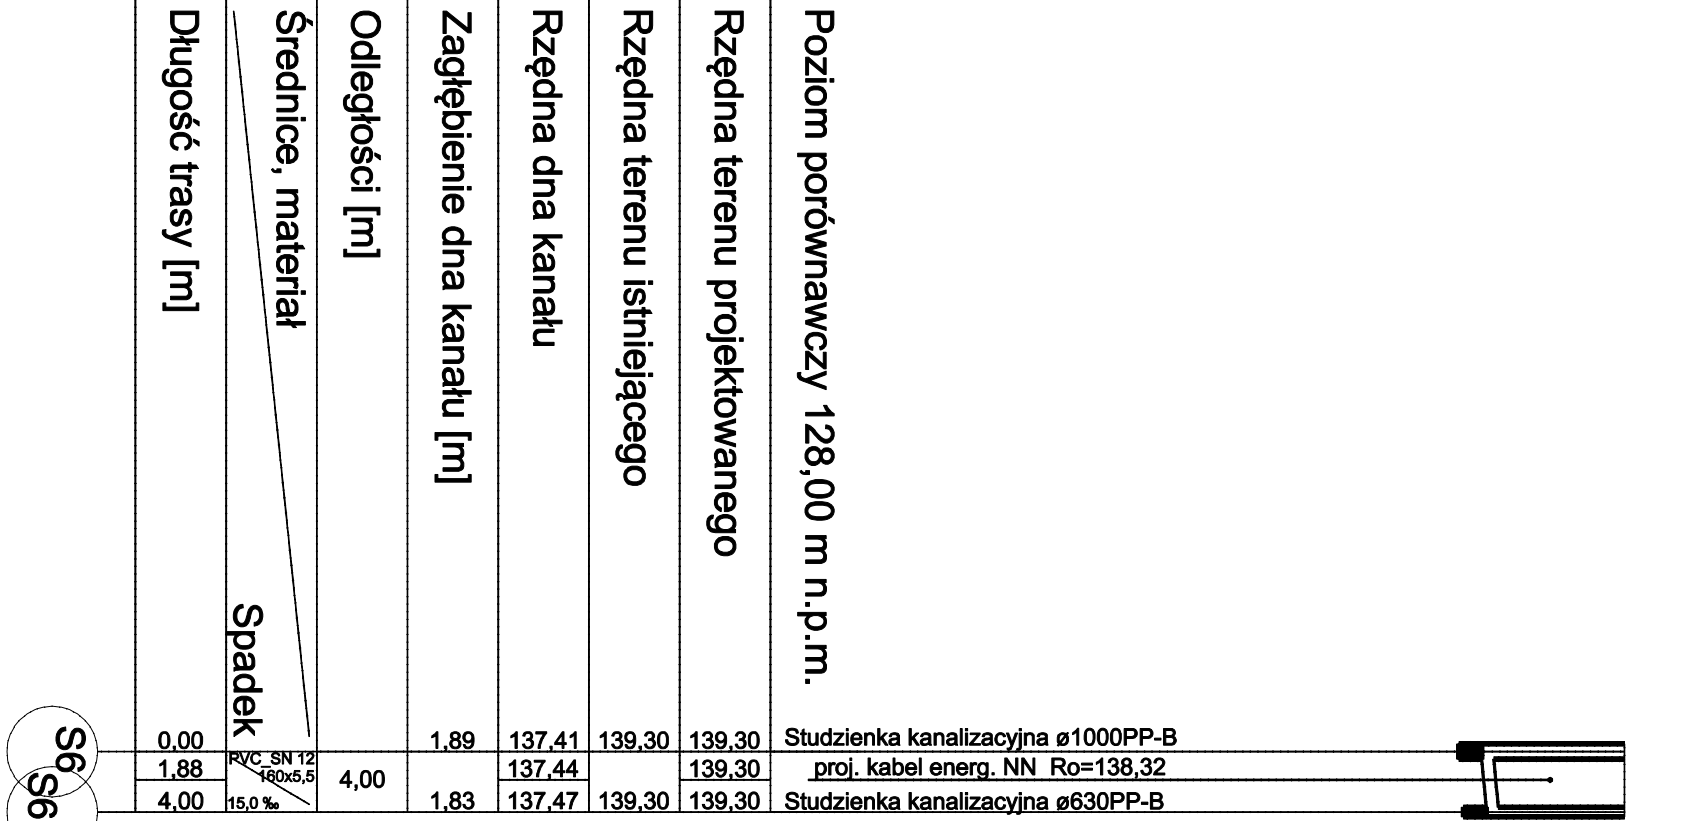 Poziom porównawczy 128,00 m n.p.m.
Rzędna terenu projektowanego
Rzędna terenu istniejącego
Rzędna dna kanału
Zagłębienie dna kanału [m]
Odległości [m]
Średnice, materiał
Spadek
Długość trasy [m]
S6
0,00
1,89
137,41
139,30
139,30
Studzienka kanalizacyjna ø1000PP-B
PVC_SN 12
160x5,5
15,0 ‰
4,00
1,88
137,44
139,30
proj. kabel energ. NN Ro=138,32
S6
4,00
1,83
137,47
139,30
139,30
Studzienka kanalizacyjna ø630PP-B